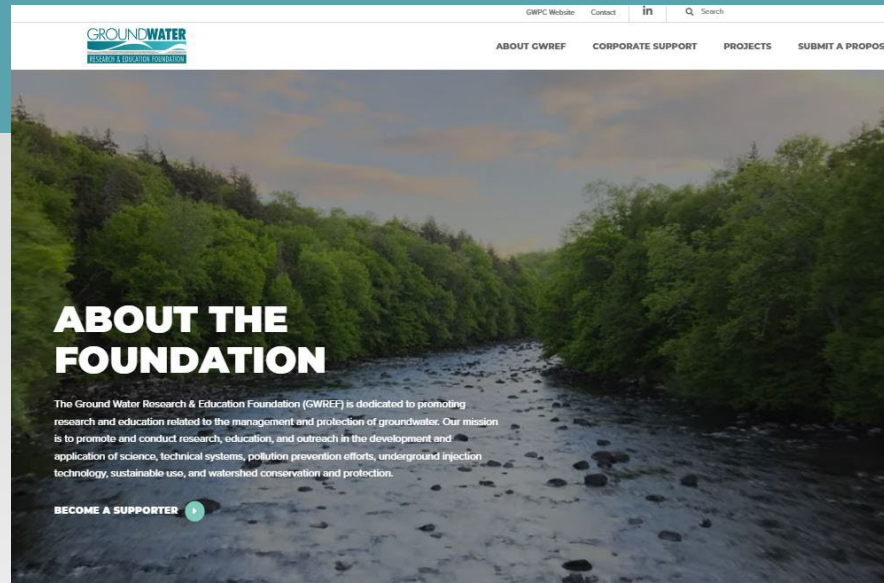 GWPC Website Contact in Search
GROUNDWATER
RESEARCH & EDUCATION FOUNDATION
ABOUT GWREF CORPORATE SUPPORT PROJECTS SUBMIT A
ABOUT THE
FOUNDATION
The Ground Water Research & Education Foundation (GWREF) is dedicated to promoting
research and education related to the management and protection of groundwater. Our mission
is to promote and conduct research, education, and outreach in the development and
application of science, technical systems, pollution prevention efforts, underground injection
technology, sustainable use, and watershed conservation and protection.
BECOME A SUPPORTER